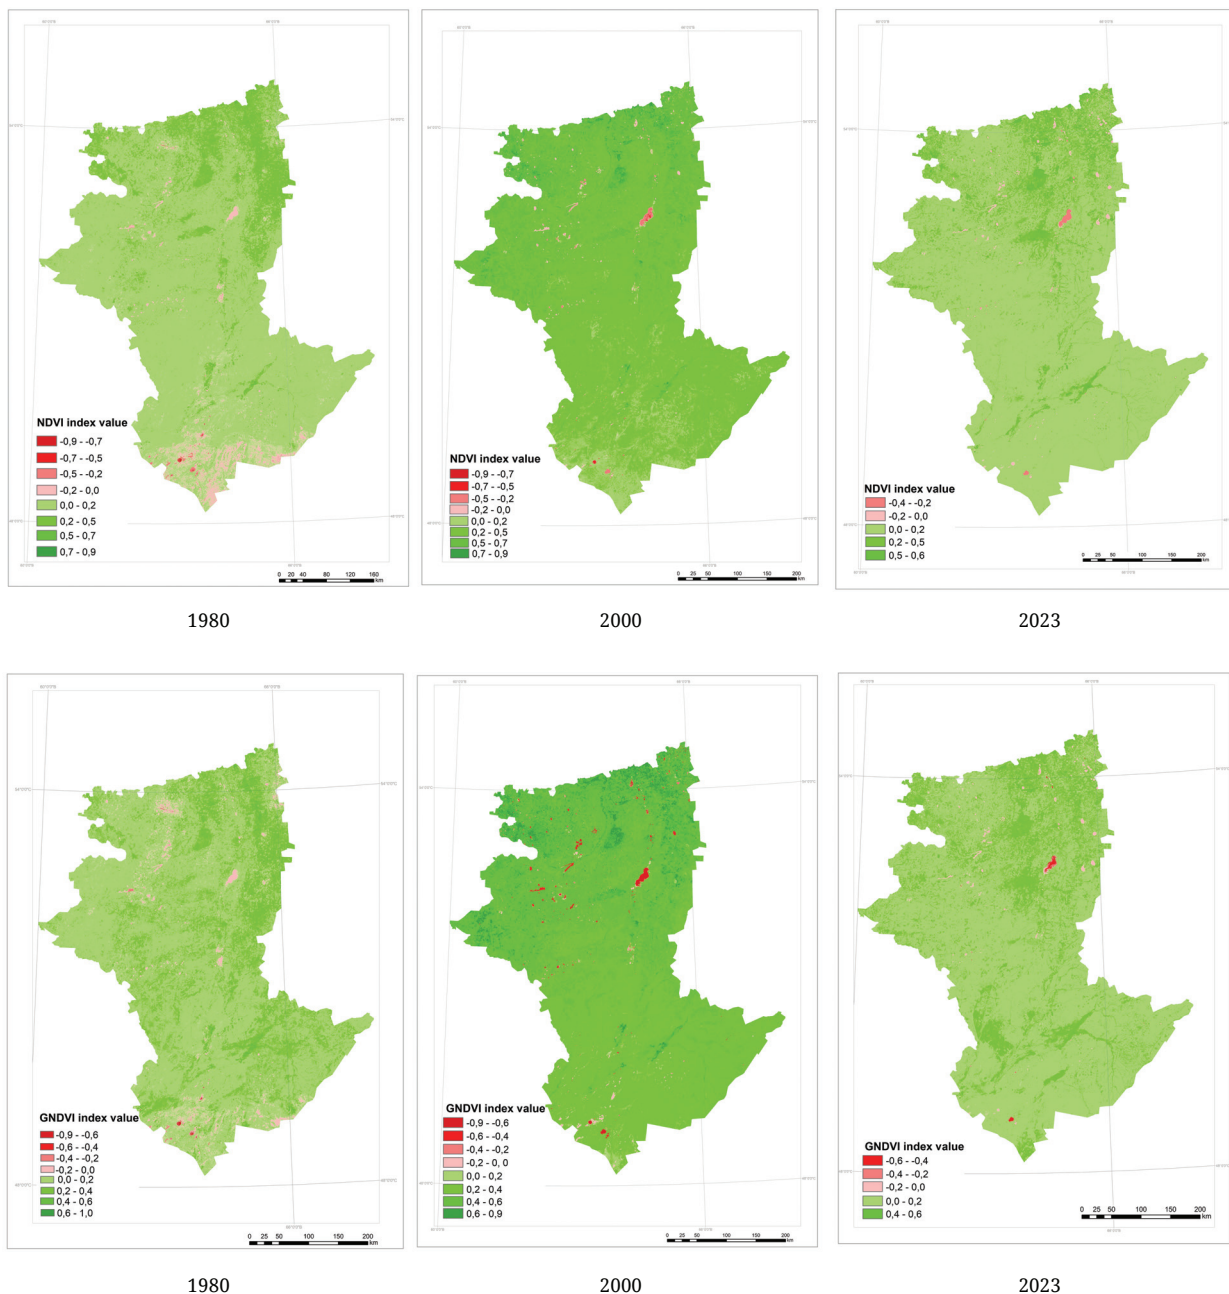 NDVI index value
-0,9 - -0,7
-0,7 - -0,5
-0,5 - -0,2
-0,2 - 0,0
0,0 - 0,2
0,2 - 0,5
0,5 - 0,7
0,7 - 0,9
0 20 40 80 120 160
km
NDVI index value
-0,9 - -0,7
-0,7 - -0,5
-0,5 - -0,2
-0,2 - 0,0
0,0 - 0,2
0,2 - 0,5
0,5 - 0,7
0,7 - 0,9
0 25 50 100 150 200
km
NDVI index value
-0,4 - -0,2
-0,2 - 0,0
0,0 - 0,2
0,2 - 0,5
0,5 - 0,6
0 25 50 100 150 200
km
1980
2000
2023
GNDVI index value
-0,9 - -0,6
-0,6 - -0,4
-0,4 - -0,2
-0,2 - 0,0
0,0 - 0,2
0,2 - 0,4
0,4 - 0,6
0,6 - 1,0
0 25 50 100 150 200
km
GNDVI index value
-0,9 - -0,6
-0,6 - -0,4
-0,4 - -0,2
-0,2 - 0, 0
0,0 - 0,2
0,2 - 0,4
0,4 - 0,6
0,6 - 0,9
0 25 50 100 150 200
km
GNDVI index value
-0,6 - -0,4
-0,4 - -0,2
-0,2 - 0,0
0,0 - 0,2
0,4 - 0,6
0 25 50 100 150 200
km
1980
2000
2023